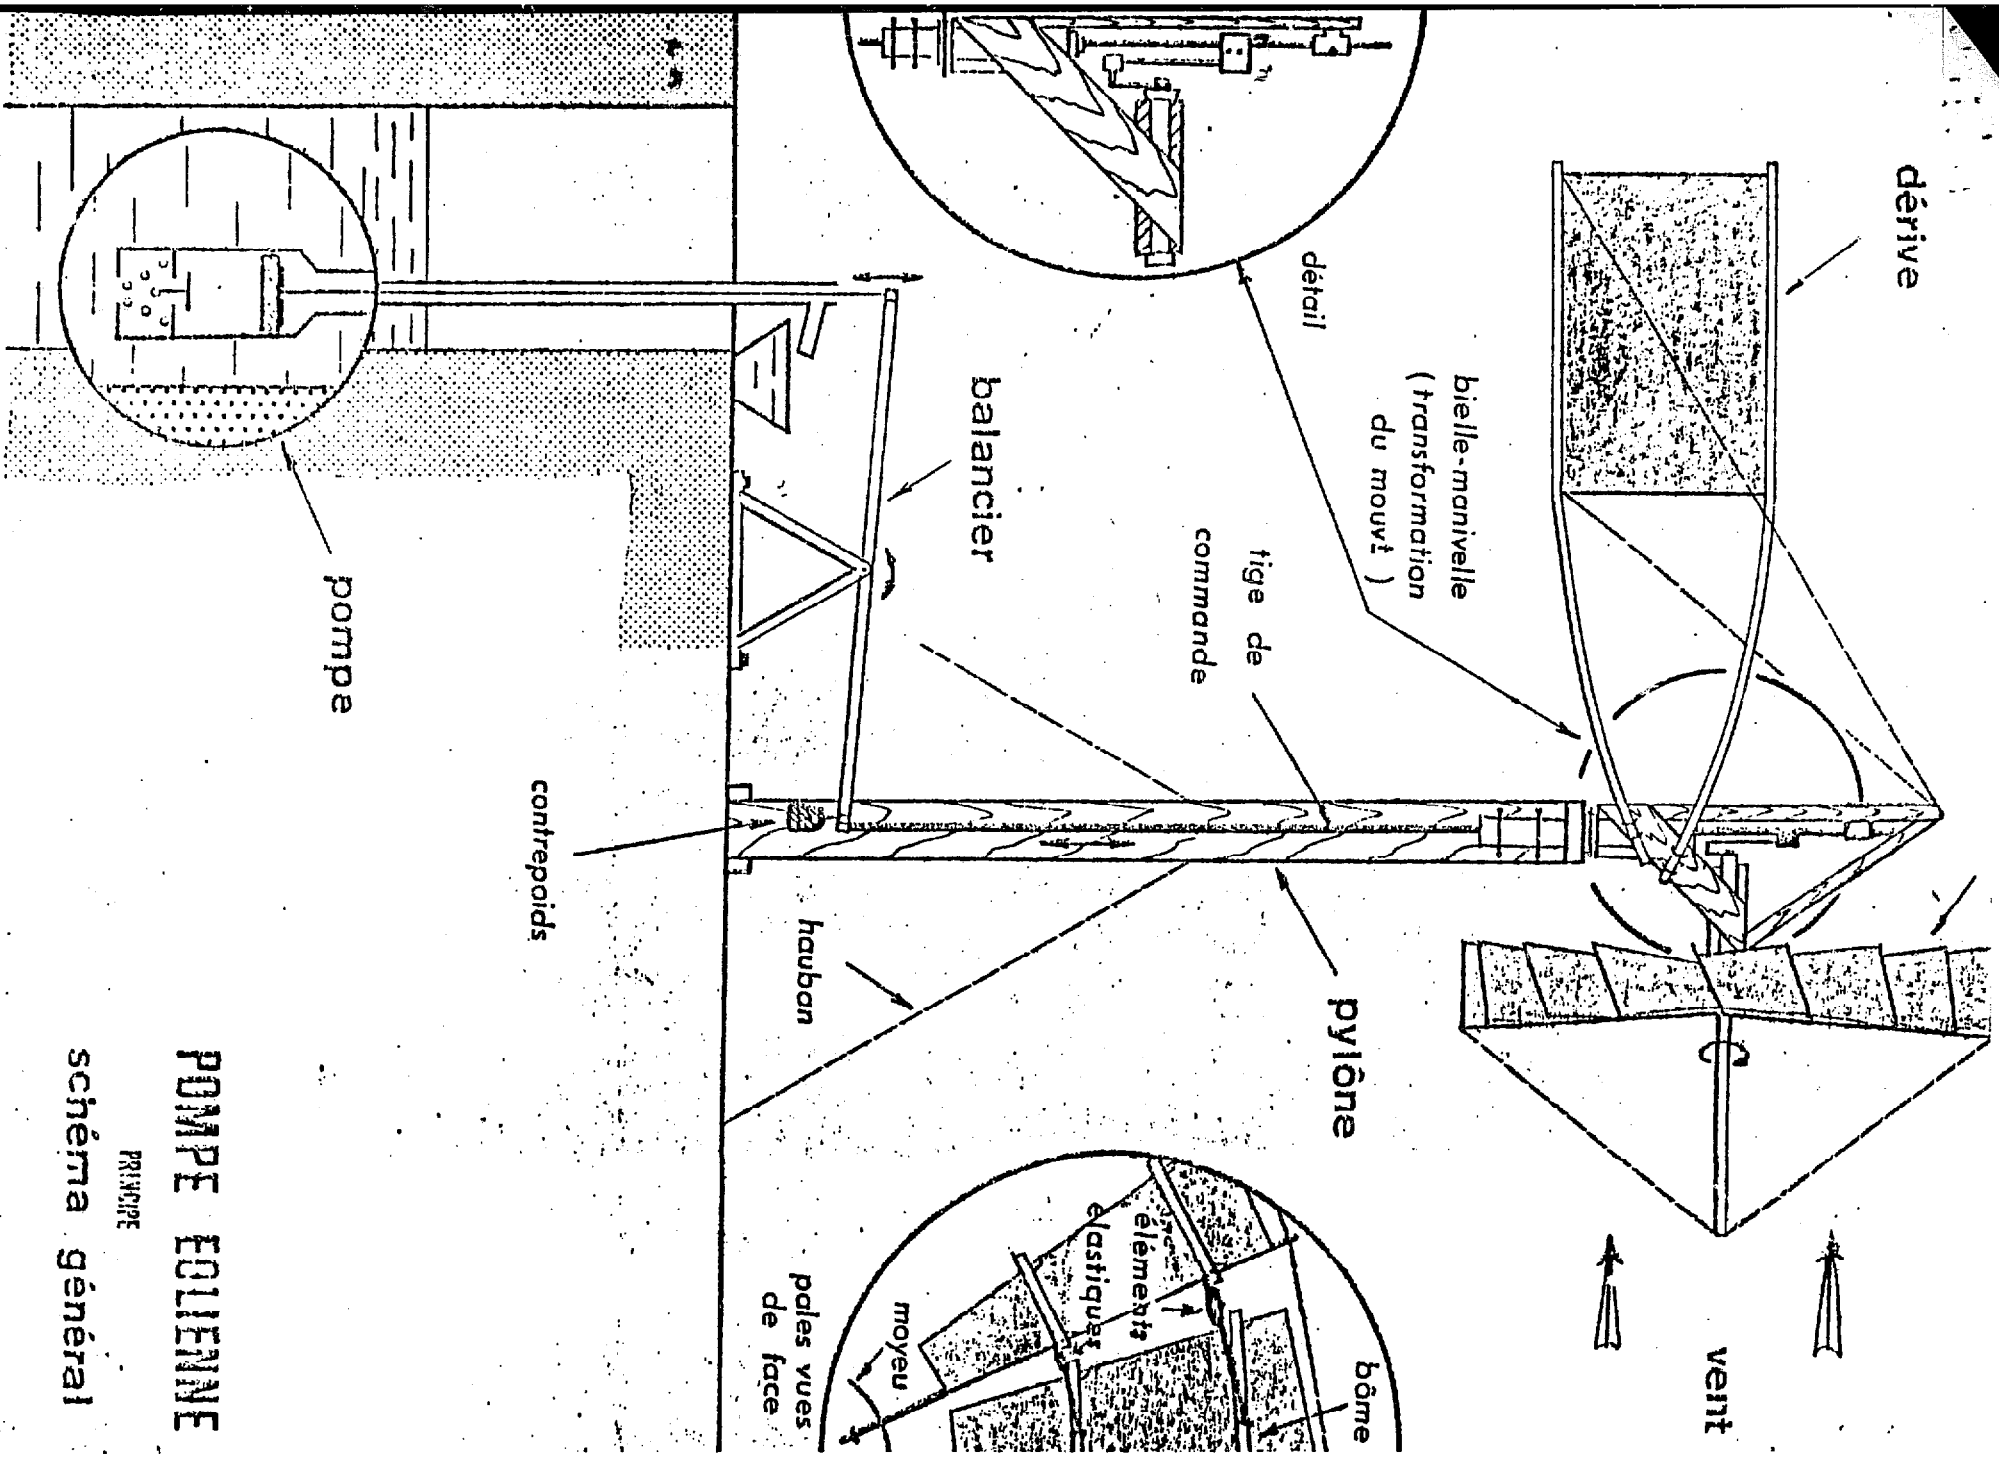 dérive
vent
bielle-manivelle
( transformation
du mouvt )
détail
tige de
commande
pylône
bôme
éléments
élastiques
moyeu
pales vues
de face
balancier
hauban
contrepoids
pompe
POMPE EOLIENNE
PRINCIPE
schéma général